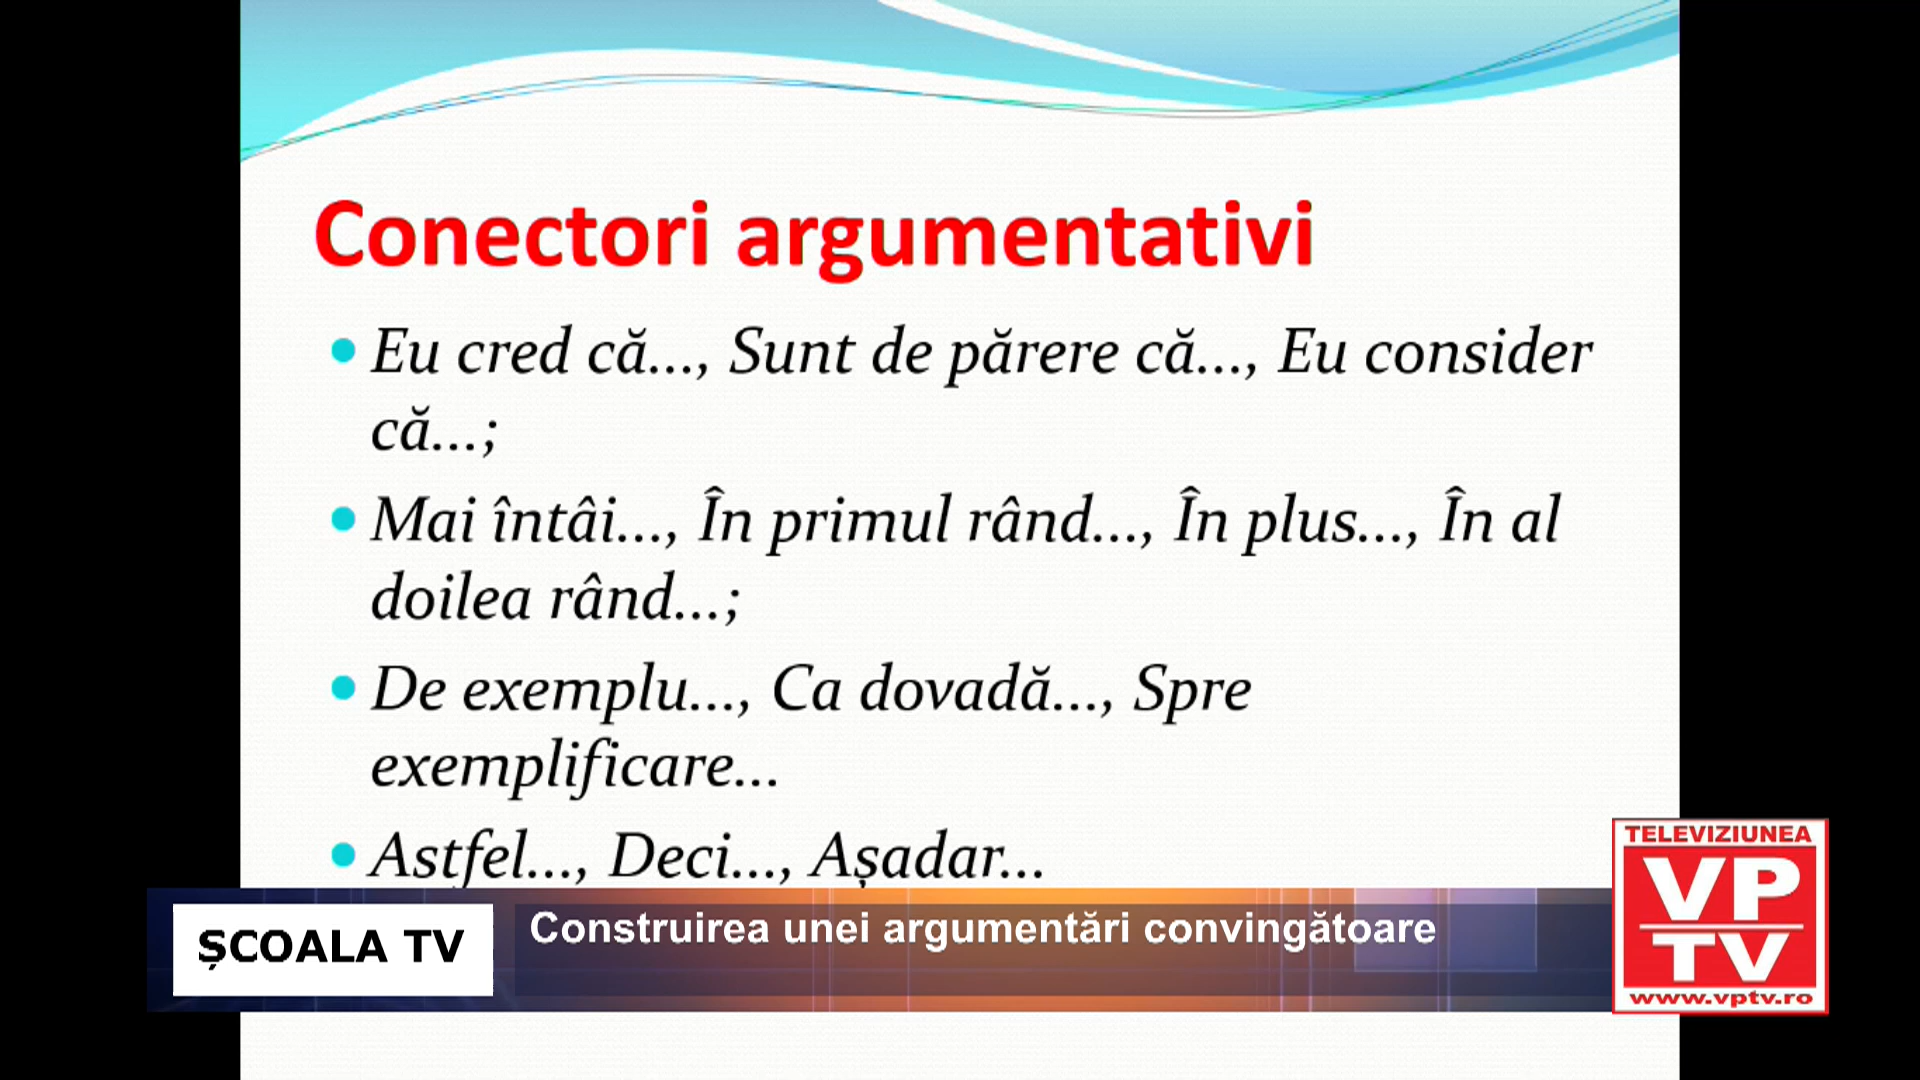 Conectori argumentativi
Eu cred că..., Sunt de părere că..., Eu consider
că...;
Mai întâi..., În primul rând..., În plus..., În al
doilea rând...;
De exemplu..., Ca dovadă..., Spre
exemplificare...
Astfel..., Deci..., Așadar...
ȘCOALA TV
Construirea unei argumentări convingătoare
TELEVIZIUNEA
VP
TV
www.vptv.ro